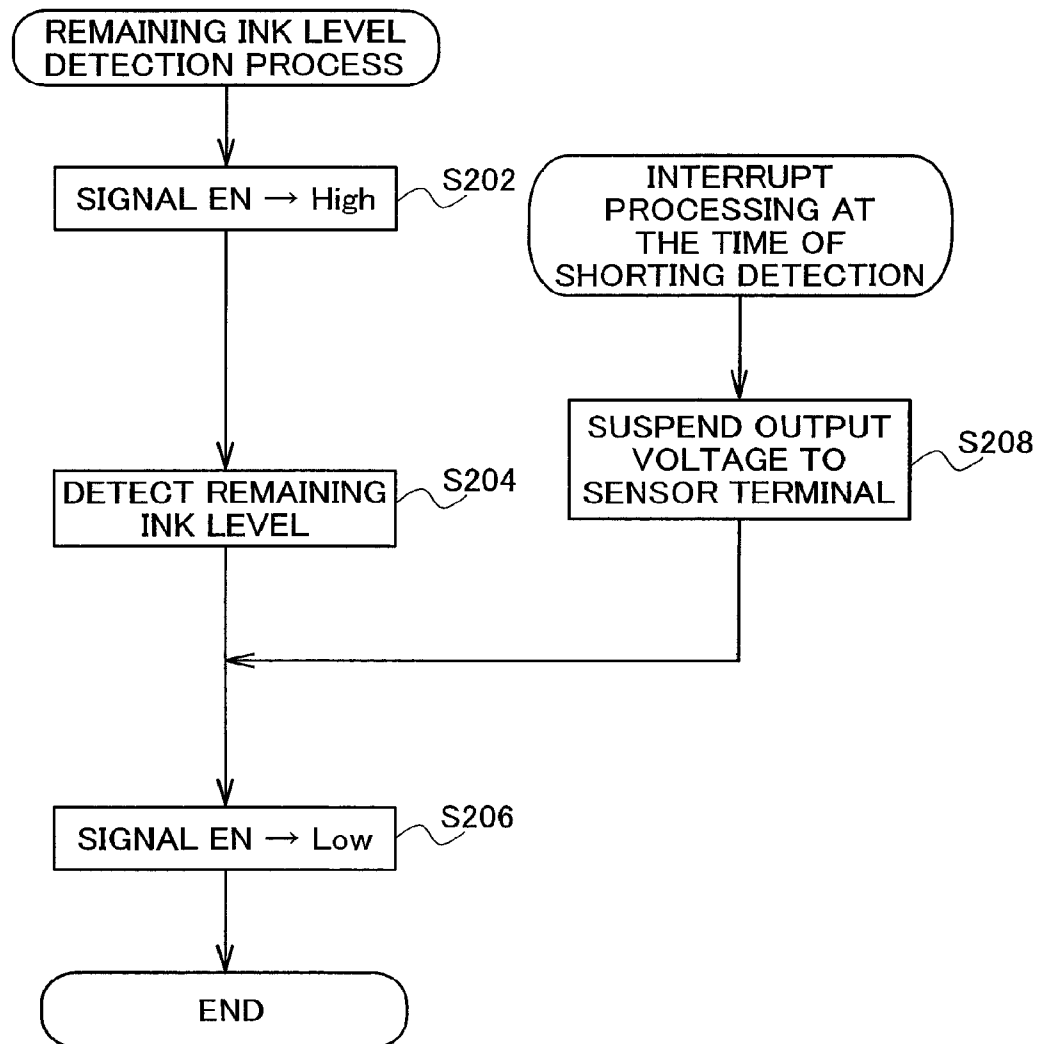 REMAINING INK LEVEL
DETECTION PROCESS
SIGNAL EN → High
S202
DETECT REMAINING
INK LEVEL
S204
INTERRUPT
PROCESSING AT
THE TIME OF
SHORTING DETECTION
SUSPEND OUTPUT
VOLTAGE TO
SENSOR TERMINAL
S208
SIGNAL EN → Low
S206
END